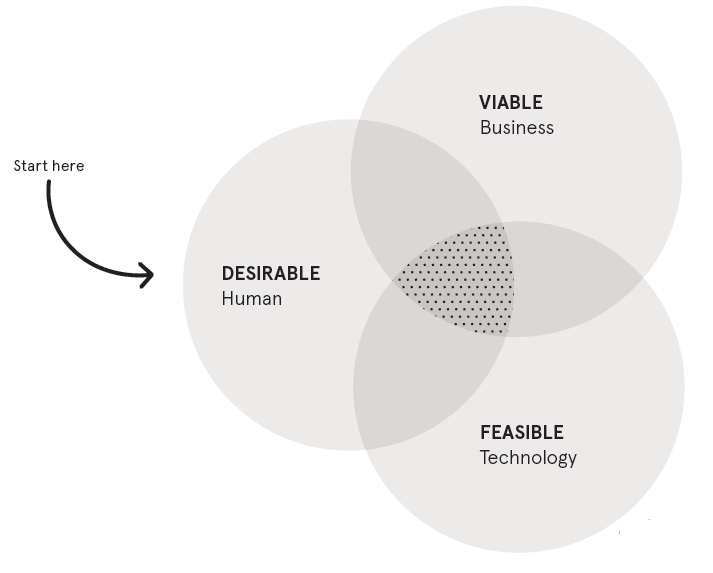 Start here
DESIRABLE
Human
VIABLE
Business
FEASIBLE
Technology